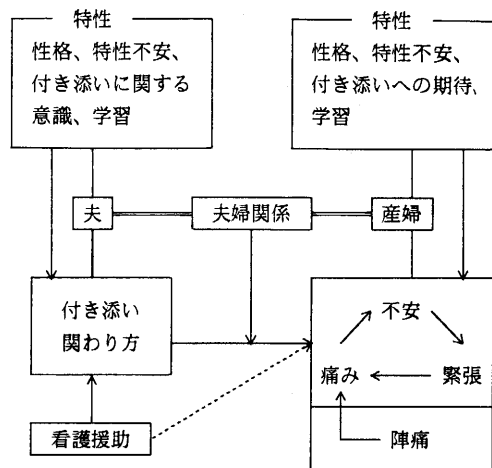 特性
性格、特性不安、
付き添いに関する
意識、学習
特性
性格、特性不安、
付き添いへの期待、
学習
夫
夫婦関係
産婦
付き添い
関わり方
不安
痛み
緊張
看護援助
陣痛